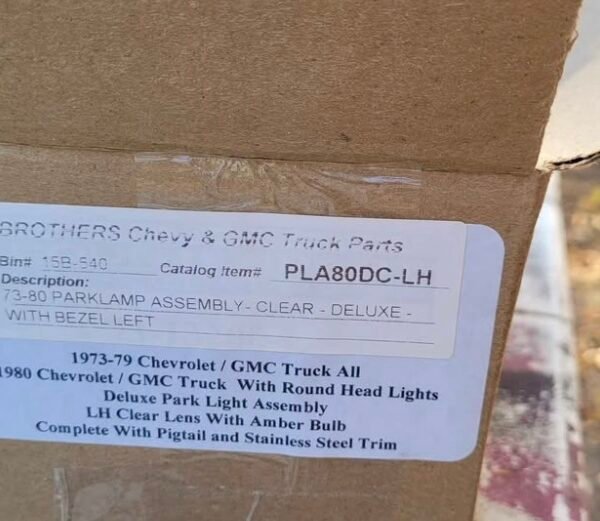 BROTHERS Chevy & GMC Truck Parts
Bin# 15B-540 Catalog Item# PLA80DC-LH
Description:
73-80 PARKLAMP ASSEMBLY- CLEAR - DELUXE -
WITH BEZEL LEFT
1973-79 Chevrolet / GMC Truck All
1980 Chevrolet / GMC Truck With Round Head Lights
Deluxe Park Light Assembly
LH Clear Lens With Amber Bulb
Complete With Pigtail and Stainless Steel Trim